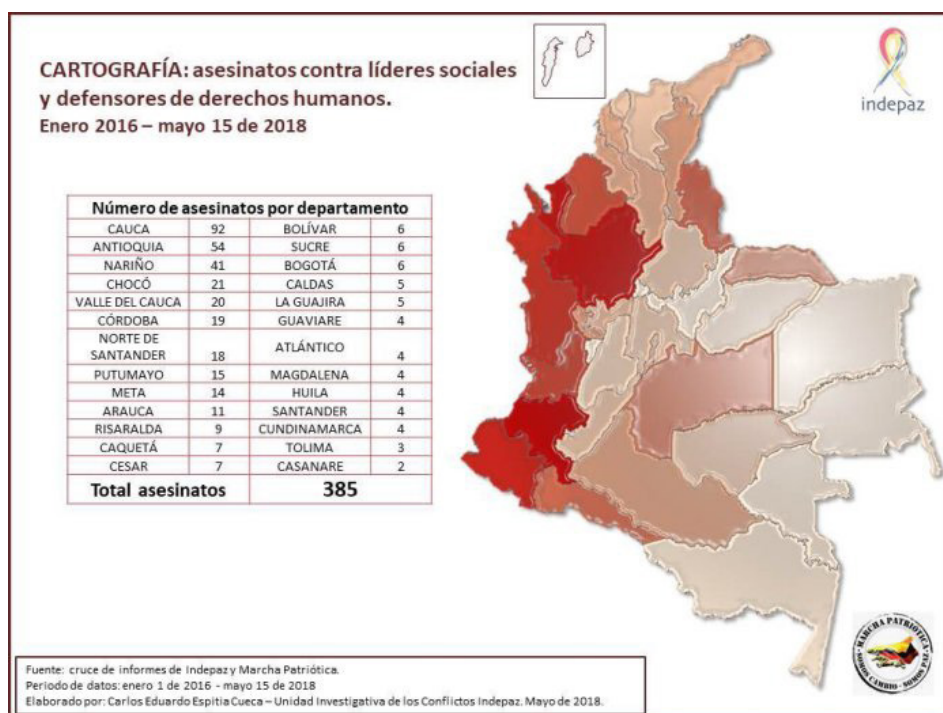 CARTOGRAFÍA: asesinatos contra líderes sociales
y defensores de derechos humanos.
Enero 2016 – mayo 15 de 2018
indepaz
Número de asesinatos por departamento
CAUCA 92 BOLÍVAR 6
ANTIOQUIA 54 SUCRE 6
NARIÑO 41 BOGOTÁ 6
CHOCÓ 21 CALDAS 5
VALLE DEL CAUCA 20 LA GUAJIRA 5
CÓRDOBA 19 GUAVIARE 4
NORTE DE
SANTANDER 18 ATLÁNTICO 4
PUTUMAYO 15 MAGDALENA 4
META 14 HUILA 4
ARAUCA 11 SANTANDER 4
RISARALDA 9 CUNDINAMARCA 4
CAQUETÁ 7 TOLIMA 3
CESAR 7 CASANARE 2
Total asesinatos 385
MARCHA PATRIÓTICA
SOMOS CAMBIO - SOMOS PAZ
Fuente: cruce de informes de Indepaz y Marcha Patriótica.
Periodo de datos: enero 1 de 2016 - mayo 15 de 2018
Elaborado por: Carlos Eduardo Espitia Cueca – Unidad Investigativa de los Conflictos Indepaz. Mayo de 2018.